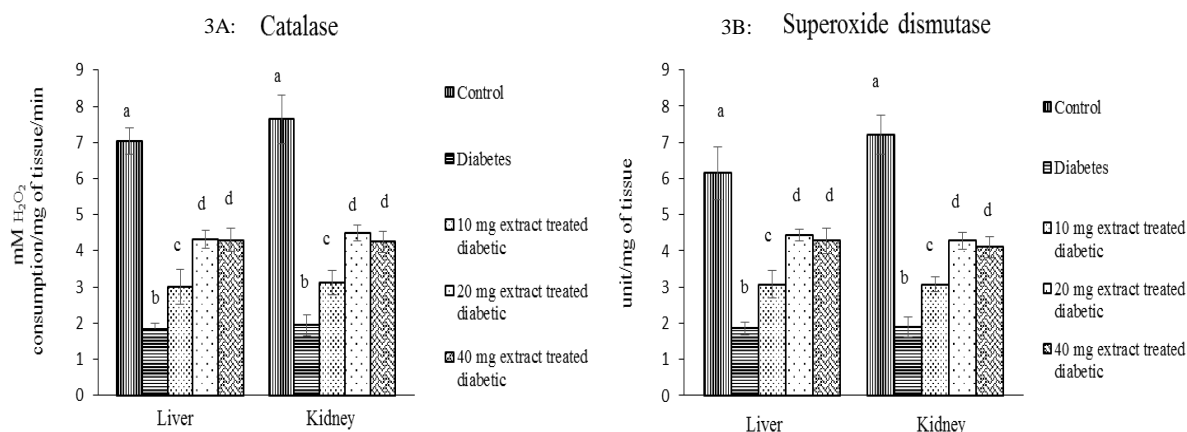 3A: Catalase
mM H₂O₂
consumption/mg of tissue/min
9
8
7
6
5
4
3
2
1
0
a
b
c
d
d
a
b
c
d
d
Liver
Kidney
Control
Diabetes
10 mg extract treated
diabetic
20 mg extract treated
diabetic
40 mg extract treated
diabetic
3B: Superoxide dismutase
unit/mg of tissue
9
8
7
6
5
4
3
2
1
0
a
b
c
d
d
a
b
c
d
d
Liver
Kidney
Control
Diabetes
10 mg extract treated
diabetic
20 mg extract treated
diabetic
40 mg extract treated
diabetic